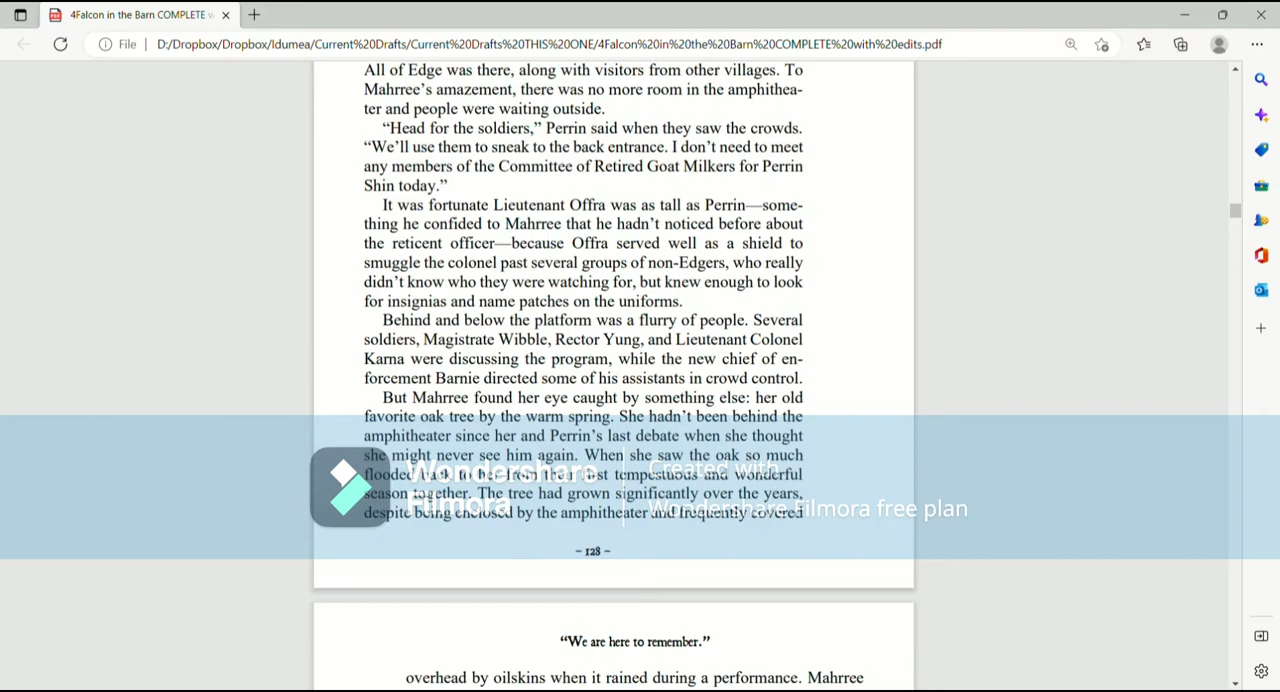 4Falcon in the Barn COMPLETE w
File
D:/Dropbox/Dropbox/Idumea/Current%20Drafts/Current%20Drafts%20THIS%20ONE/4Falcon%20in%20the%20Barn%20COMPLETE%20with%20edits.pdf
All of Edge was there, along with visitors from other villages. To
Mahrree’s amazement, there was no more room in the amphithea-
ter and people were waiting outside.
“Head for the soldiers,” Perrin said when they saw the crowds.
“We’ll use them to sneak to the back entrance. I don’t need to meet
any members of the Committee of Retired Goat Milkers for Perrin
Shin today.”
It was fortunate Lieutenant Offra was as tall as Perrin—some-
thing he confided to Mahrree that he hadn’t noticed before about
the reticent officer—because Offra served well as a shield to
smuggle the colonel past several groups of non-Edgers, who really
didn’t know who they were watching for, but knew enough to look
for insignias and name patches on the uniforms.
Behind and below the platform was a flurry of people. Several
soldiers, Magistrate Wibble, Rector Yung, and Lieutenant Colonel
Karna were discussing the program, while the new chief of en-
forcement Barnie directed some of his assistants in crowd control.
But Mahrree found her eye caught by something else: her old
favorite oak tree by the warm spring. She hadn’t been behind the
amphitheater since her and Perrin’s last debate when she thought
she might never see him again. When she saw the oak so much
flooded back to her from their first tempestuous and wonderful
season together. The tree had grown significantly over the years,
despite being enclosed by the amphitheater and frequently covered
Wondershare
Filmora
Created with
Wondershare Filmora free plan
– 128 –
“We are here to remember.”
overhead by oilskins when it rained during a performance. Mahrree